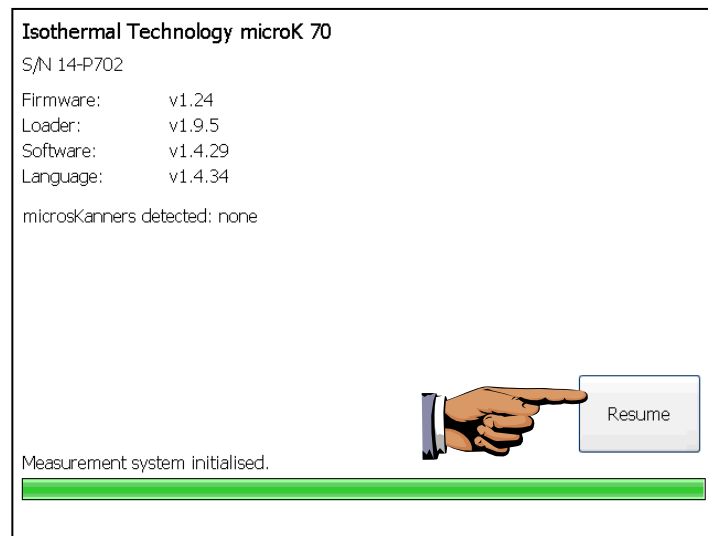 Isothermal Technology microK 70
S/N 14-P702
Firmware: v1.24
Loader: v1.9.5
Software: v1.4.29
Language: v1.4.34
microsKanners detected: none
Resume
Measurement system initialised.